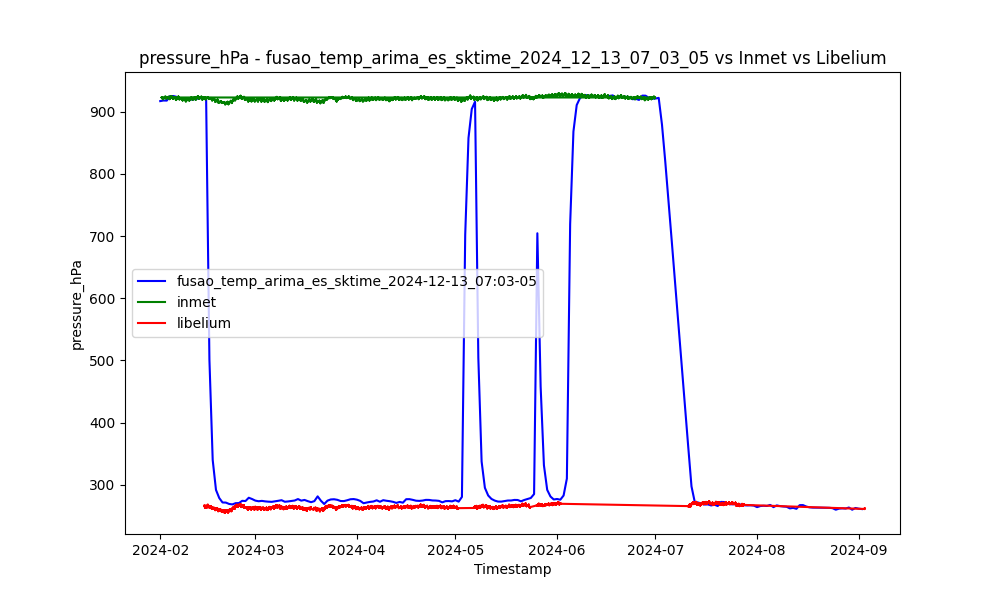 pressure_hPa - fusao_temp_arima_es_sktime_2024_12_13_07_03_05 vs Inmet vs Libelium
pressure_hPa
900
800
700
600
500
400
300
fusao_temp_arima_es_sktime_2024-12-13_07:03-05
inmet
libelium
2024-02 2024-03 2024-04 2024-05 2024-06 2024-07 2024-08 2024-09
Timestamp